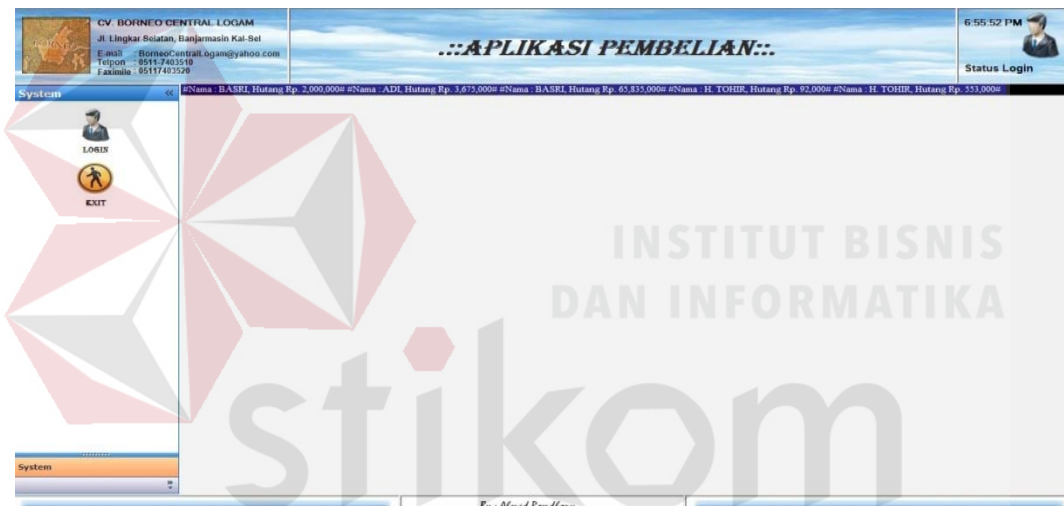 CV. BORNEO CENTRAL LOGAM
Jl. Lingkar Selatan, Banjarmasin Kal-Sel
E-mail : BorneoCentralLogam@yahoo.com
Telpon : 0511-7403510
Faximile : 05117403520
.::APLIKASI PEMBELIAN::.
6:55:52 PM
Status Login
System «
#Nama : BASRI, Hutang Rp. 2,000,000# #Nama : ADI, Hutang Rp. 3,675,000# #Nama : BASRI, Hutang Rp. 65,835,000# #Nama : H. TOHIR, Hutang Rp. 92,000# #Nama : H. TOHIR, Hutang Rp. 553,000#
LOGIN
EXIT
INSTITUT BISNIS
DAN INFORMATIKA
stikom
System
By : Ahmad